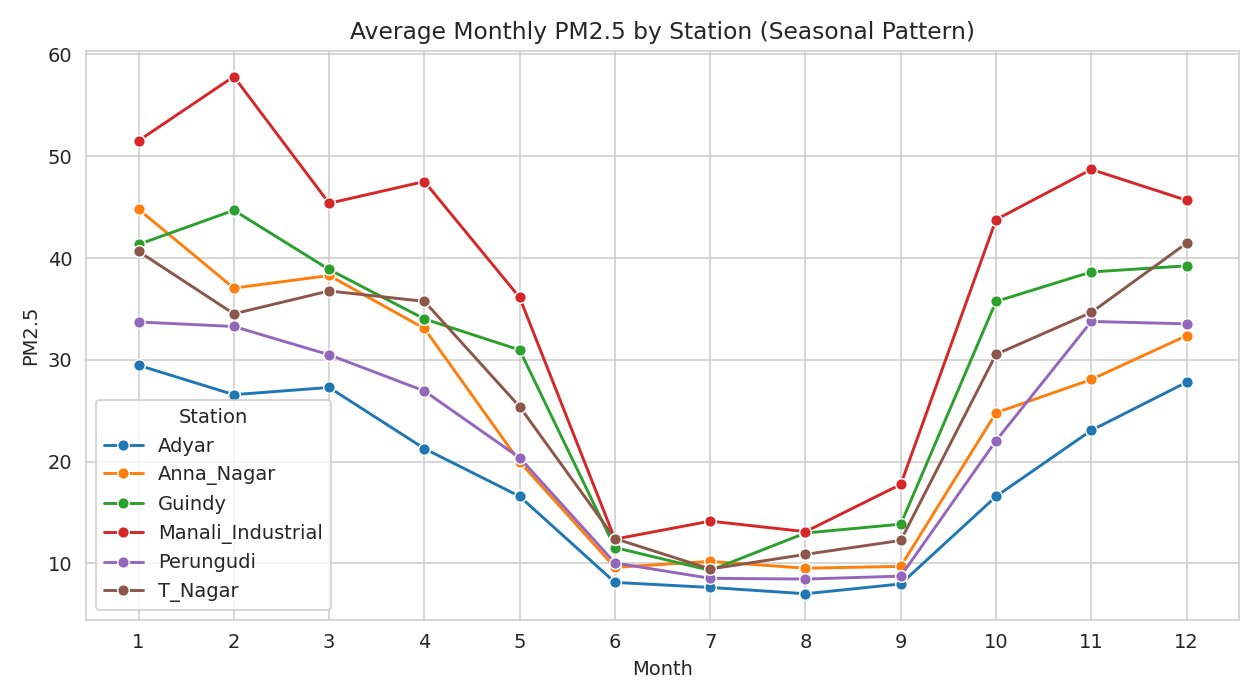 Average Monthly PM2.5 by Station (Seasonal Pattern)
60
50
40
30
20
10
PM2.5
Station
Adyar
Anna_Nagar
Guindy
Manali_Industrial
Perungudi
T_Nagar
1 2 3 4 5 6 7 8 9 10 11 12
Month